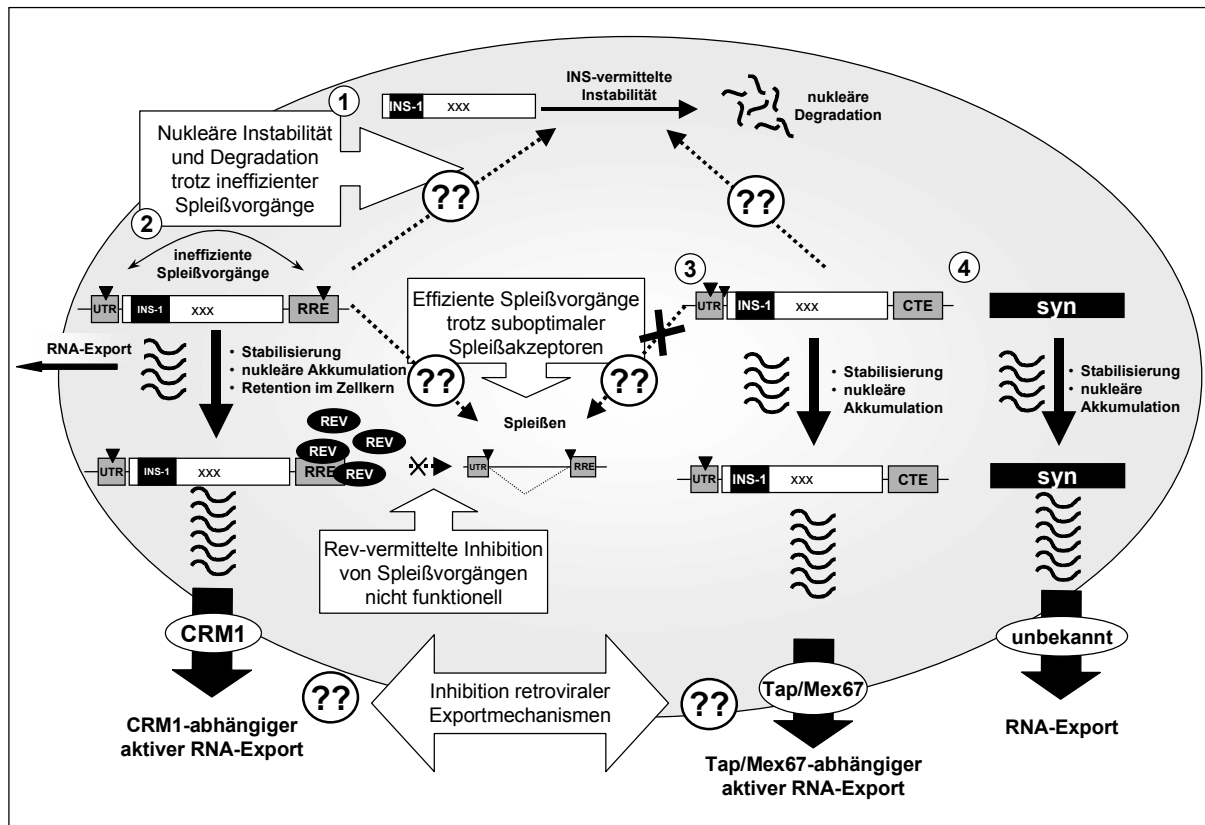 1
INS-1
xxx
INS-vermittelte
Instabilität
nukleäre
Degradation
Nukleäre Instabilität
und Degradation
trotz ineffizienter
Spleißvorgänge
??
??
2
ineffiziente
Spleißvorgänge
UTR
INS-1
xxx
RRE
Effiziente Spleißvorgänge
trotz suboptimaler
Spleißakzeptoren
3
UTR
INS-1
xxx
CTE
4
syn
RNA-Export
• Stabilisierung
• nukleäre Akkumulation
• Retention im Zellkern
??
??
• Stabilisierung
• nukleäre
Akkumulation
• Stabilisierung
• nukleäre
Akkumulation
Spleißen
REV
REV
REV
REV
UTR
INS-1
xxx
RRE
X
UTR
RRE
UTR
INS-1
xxx
CTE
syn
Rev-vermittelte Inhibition
von Spleißvorgängen
nicht funktionell
CRM1
unbekannt
Tap/Mex67
??
Inhibition retroviraler
Exportmechanismen
??
CRM1-abhängiger
aktiver RNA-Export
Tap/Mex67-abhängiger
aktiver RNA-Export
RNA-Export